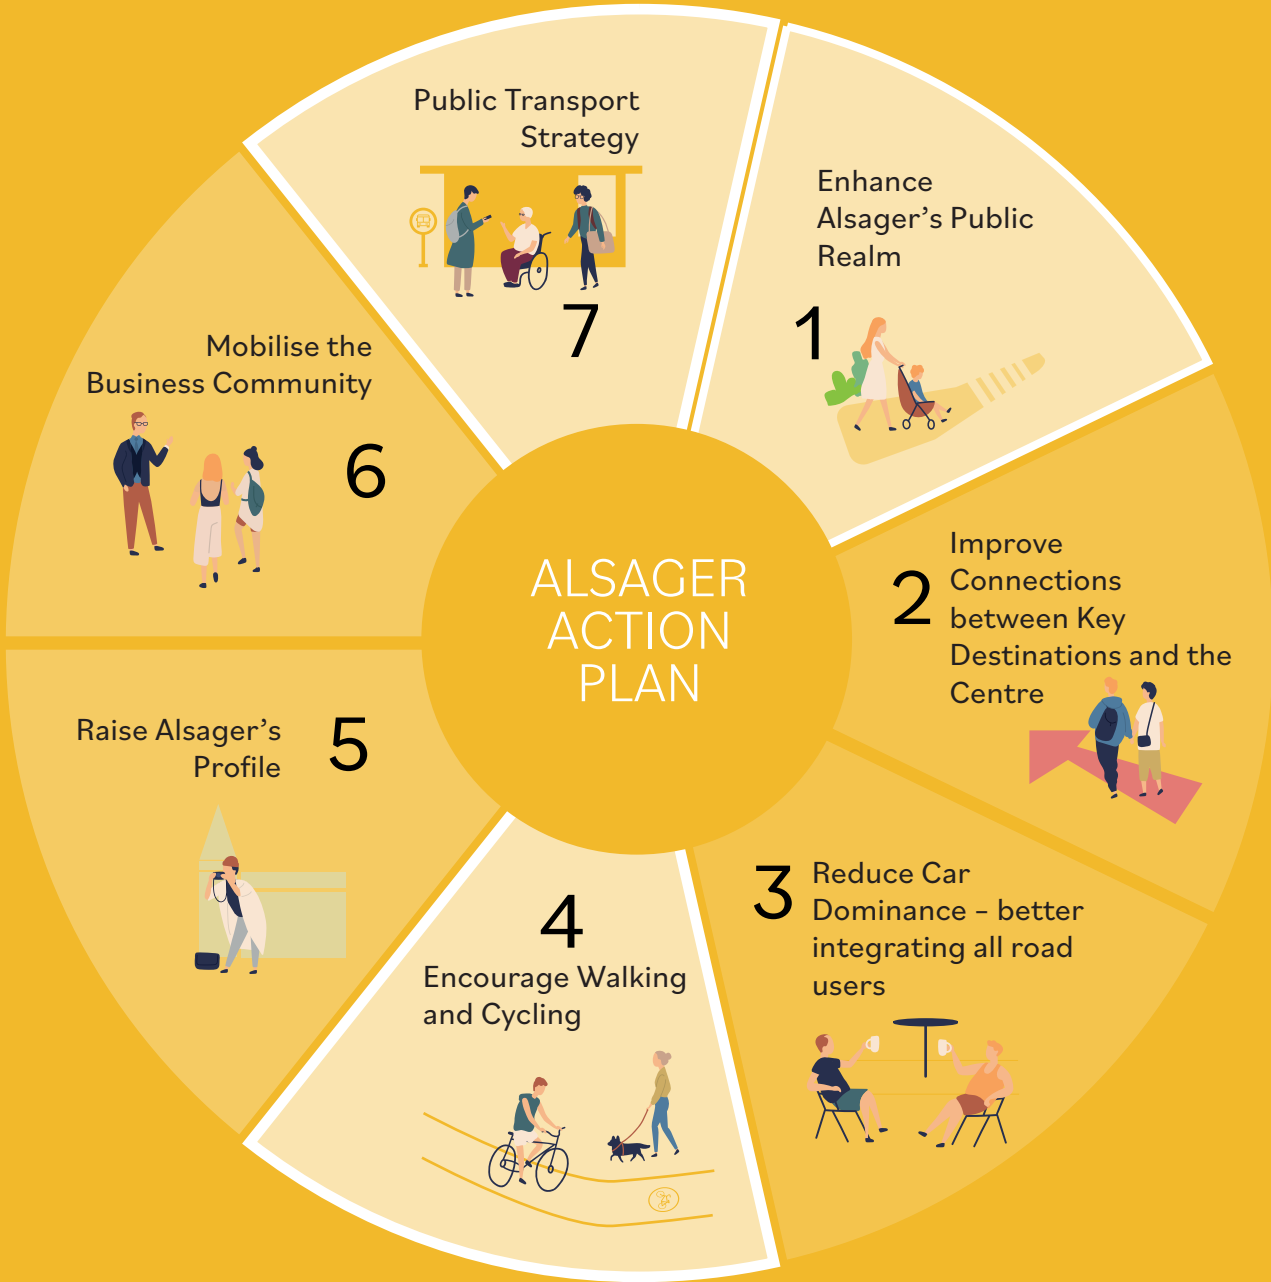 ALSAGER
ACTION
PLAN
1
Enhance
Alsager’s Public
Realm
2
Improve
Connections
between Key
Destinations and the
Centre
3
Reduce Car
Dominance – better
integrating all road
users
4
Encourage Walking
and Cycling
5
Raise Alsager’s
Profile
6
Mobilise the
Business Community
7
Public Transport
Strategy